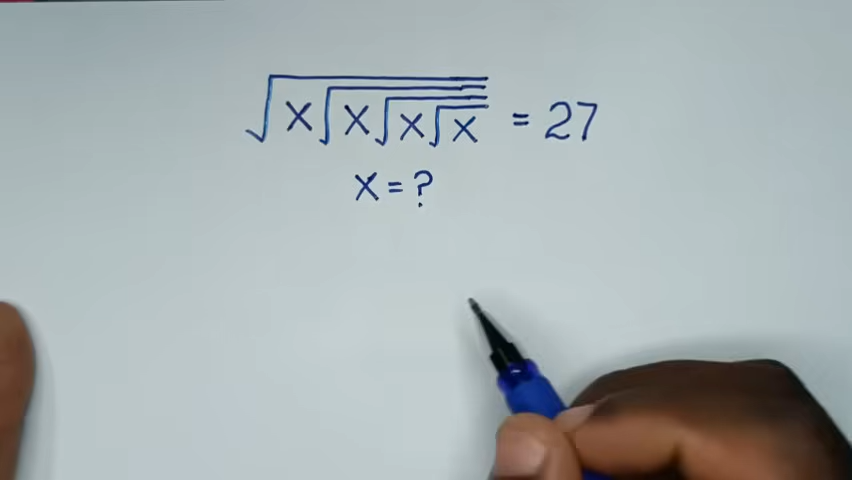 √x√x√x√x = 27
x = ?